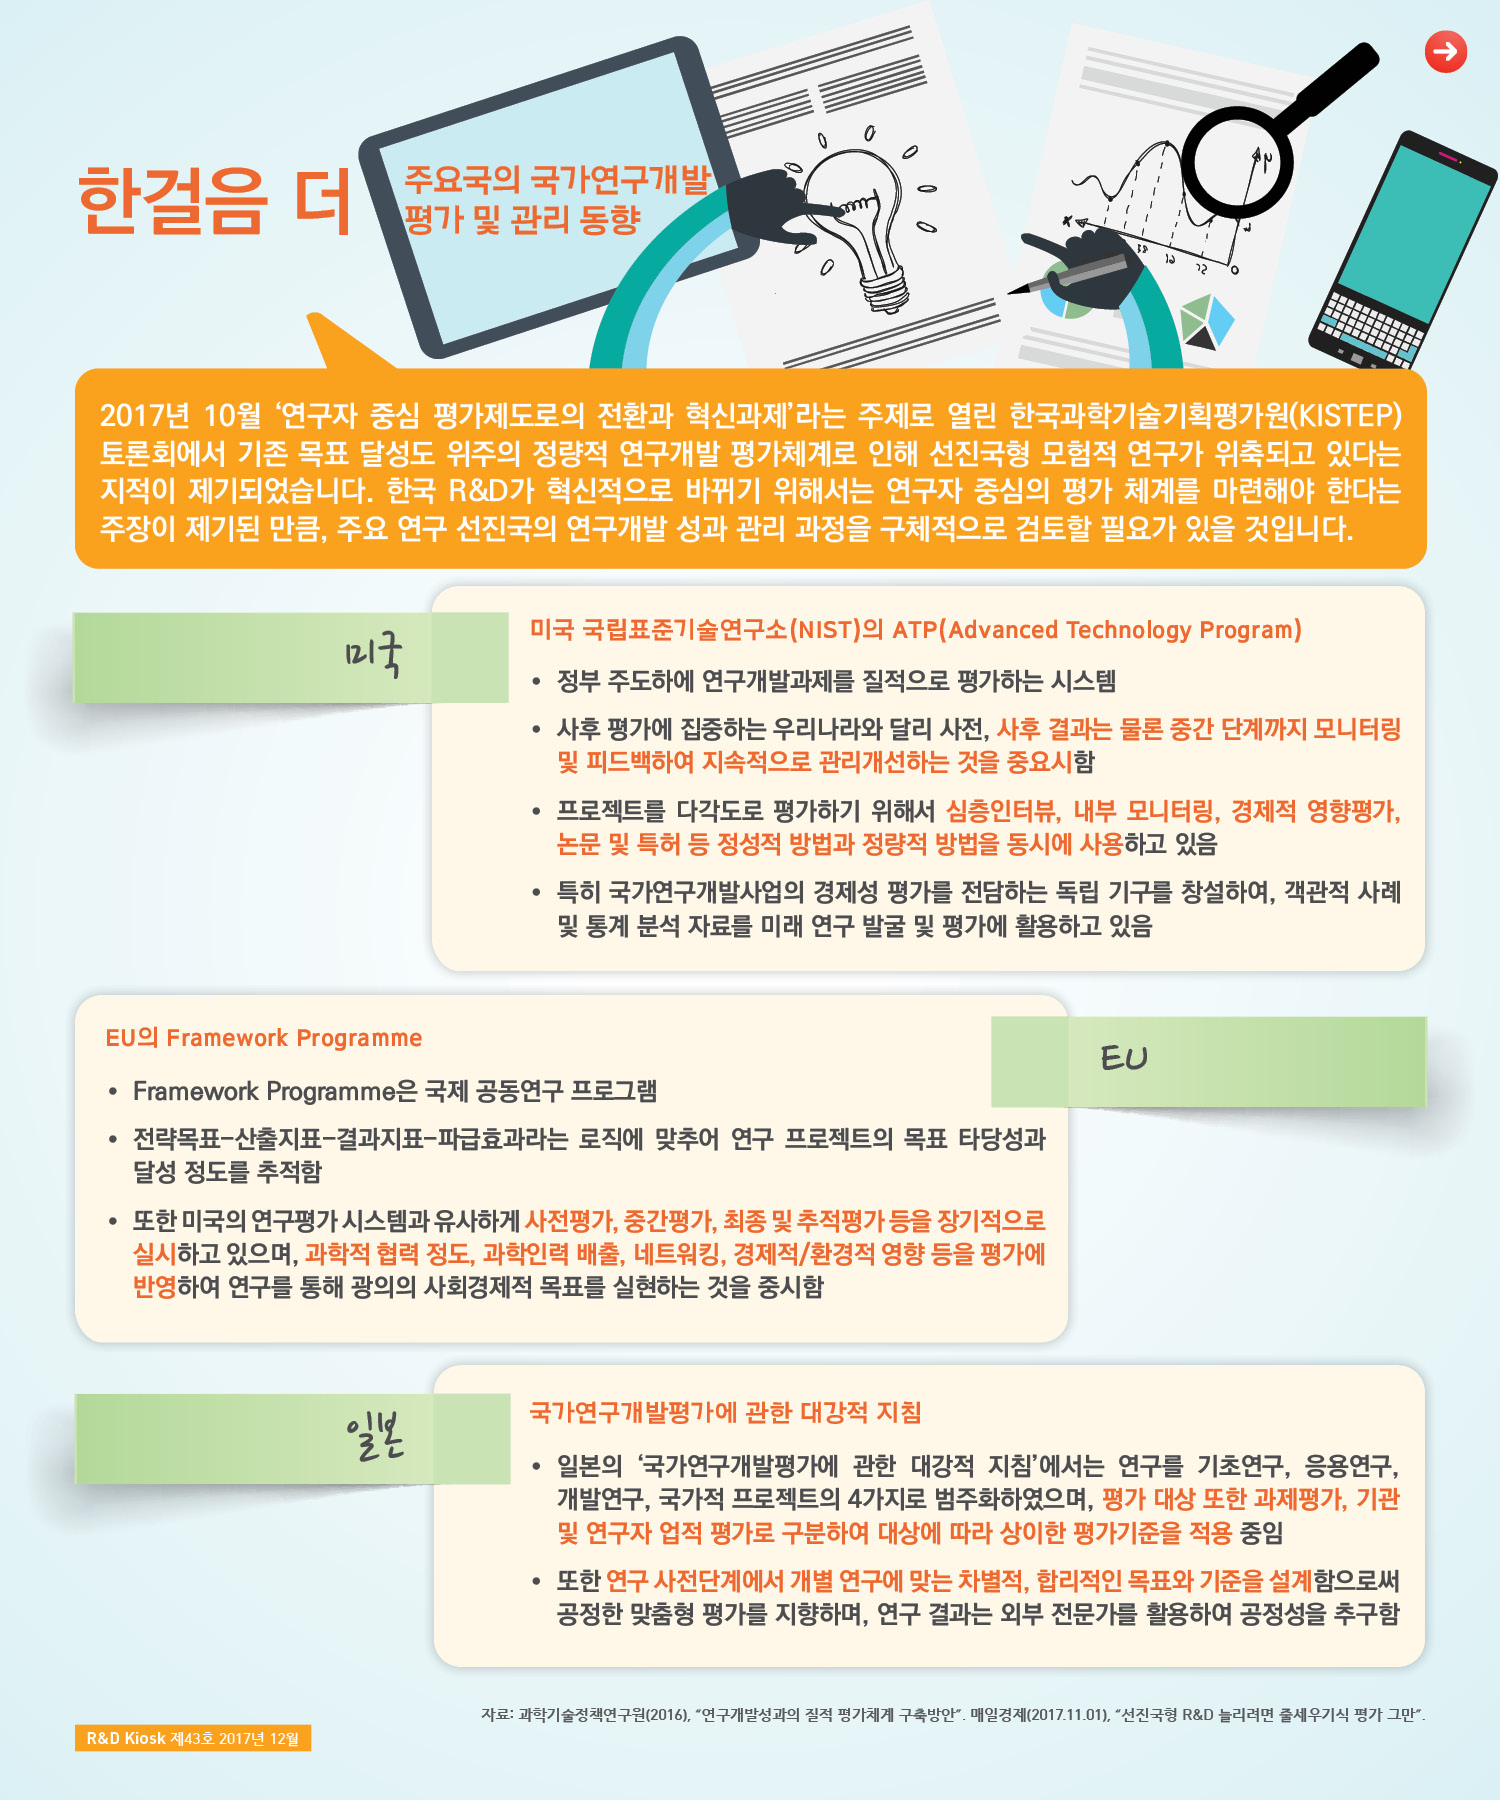 한걸음 더
주요국의 국가연구개발
평가 및 관리 동향
2017년 10월 ‘연구자 중심 평가제도로의 전환과 혁신과제’라는 주제로 열린 한국과학기술기획평가원(KISTEP)
토론회에서 기존 목표 달성도 위주의 정량적 연구개발 평가체계로 인해 선진국형 모험적 연구가 위축되고 있다는
지적이 제기되었습니다. 한국 R&D가 혁신적으로 바뀌기 위해서는 연구자 중심의 평가 체계를 마련해야 한다는
주장이 제기된 만큼, 주요 연구 선진국의 연구개발 성과 관리 과정을 구체적으로 검토할 필요가 있을 것입니다.
미국
미국 국립표준기술연구소(NIST)의 ATP(Advanced Technology Program)
• 정부 주도하에 연구개발과제를 질적으로 평가하는 시스템
• 사후 평가에 집중하는 우리나라와 달리 사전, 사후 결과는 물론 중간 단계까지 모니터링
및 피드백하여 지속적으로 관리개선하는 것을 중요시함
• 프로젝트를 다각도로 평가하기 위해서 심층인터뷰, 내부 모니터링, 경제적 영향평가,
논문 및 특허 등 정성적 방법과 정량적 방법을 동시에 사용하고 있음
• 특히 국가연구개발사업의 경제성 평가를 전담하는 독립 기구를 창설하여, 객관적 사례
및 통계 분석 자료를 미래 연구 발굴 및 평가에 활용하고 있음
EU의 Framework Programme
EU
• Framework Programme은 국제 공동연구 프로그램
• 전략목표-산출지표-결과지표-파급효과라는 로직에 맞추어 연구 프로젝트의 목표 타당성과
달성 정도를 추적함
• 또한 미국의 연구평가 시스템과 유사하게 사전평가, 중간평가, 최종 및 추적평가 등을 장기적으로
실시하고 있으며, 과학적 협력 정도, 과학인력 배출, 네트워킹, 경제적/환경적 영향 등을 평가에
반영하여 연구를 통해 광의의 사회경제적 목표를 실현하는 것을 중시함
일본
국가연구개발평가에 관한 대강적 지침
• 일본의 ‘국가연구개발평가에 관한 대강적 지침’에서는 연구를 기초연구, 응용연구,
개발연구, 국가적 프로젝트의 4가지로 범주화하였으며, 평가 대상 또한 과제평가, 기관
및 연구자 업적 평가로 구분하여 대상에 따라 상이한 평가기준을 적용 중임
• 또한 연구 사전단계에서 개별 연구에 맞는 차별적, 합리적인 목표와 기준을 설계함으로써
공정한 맞춤형 평가를 지향하며, 연구 결과는 외부 전문가를 활용하여 공정성을 추구함
자료: 과학기술정책연구원(2016), “연구개발성과의 질적 평가체계 구축방안”. 매일경제(2017.11.01), “선진국형 R&D 늘리려면 줄세우기식 평가 그만”.
R&D Kiosk 제43호 2017년 12월